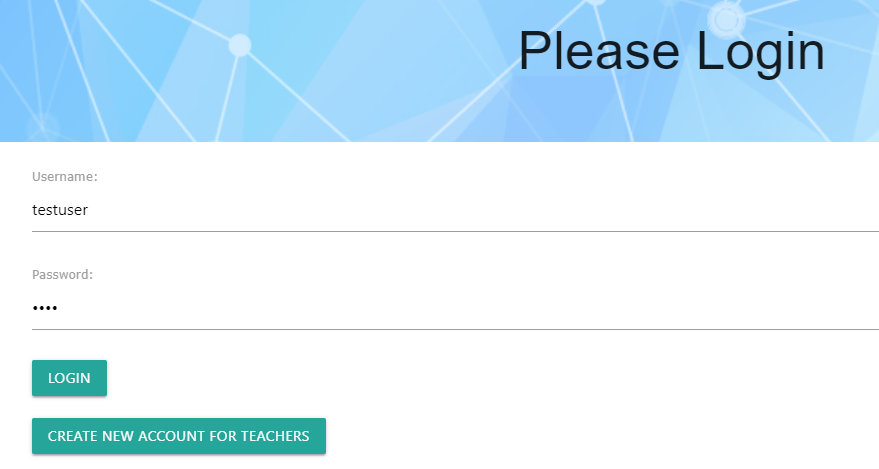 Please Login
Username:
testuser
Password:
••••
LOGIN
CREATE NEW ACCOUNT FOR TEACHERS